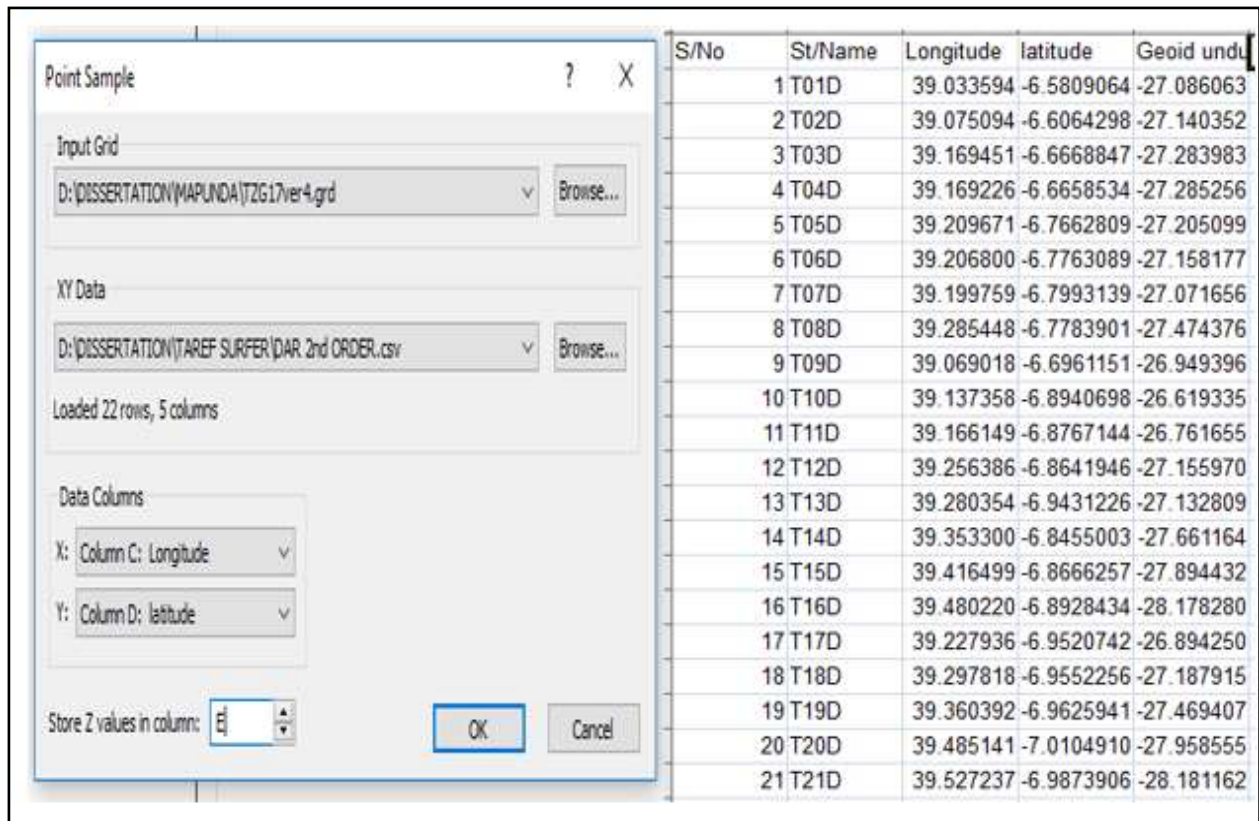 Point Sample ? X
Input Grid
D:\DISSERTATION\MAPUNDA\TZG17ver4.grd Browse...
XY Data
D:\DISSERTATION\TAREF SURFER\DAR 2nd ORDER.csv Browse...
Loaded 22 rows, 5 columns
Data Columns
X: Column C: Longitude
Y: Column D: latitude
Store Z values in column: E
OK Cancel
S/No St/Name Longitude latitude Geoid undu
1 T01D 39.033594 -6.5809064 -27.086063
2 T02D 39.075094 -6.6064298 -27.140352
3 T03D 39.169451 -6.6668847 -27.283983
4 T04D 39.169226 -6.6658534 -27.285256
5 T05D 39.209671 -6.7662809 -27.205099
6 T06D 39.206800 -6.7763089 -27.158177
7 T07D 39.199759 -6.7993139 -27.071656
8 T08D 39.285448 -6.7783901 -27.474376
9 T09D 39.069018 -6.6961151 -26.949396
10 T10D 39.137358 -6.8940698 -26.619335
11 T11D 39.166149 -6.8767144 -26.761655
12 T12D 39.256386 -6.8641946 -27.155970
13 T13D 39.280354 -6.9431226 -27.132809
14 T14D 39.353300 -6.8455003 -27.661164
15 T15D 39.416499 -6.8666257 -27.894432
16 T16D 39.480220 -6.8928434 -28.178280
17 T17D 39.227936 -6.9520742 -26.894250
18 T18D 39.297818 -6.9552256 -27.187915
19 T19D 39.360392 -6.9625941 -27.469407
20 T20D 39.485141 -7.0104910 -27.958555
21 T21D 39.527237 -6.9873906 -28.181162